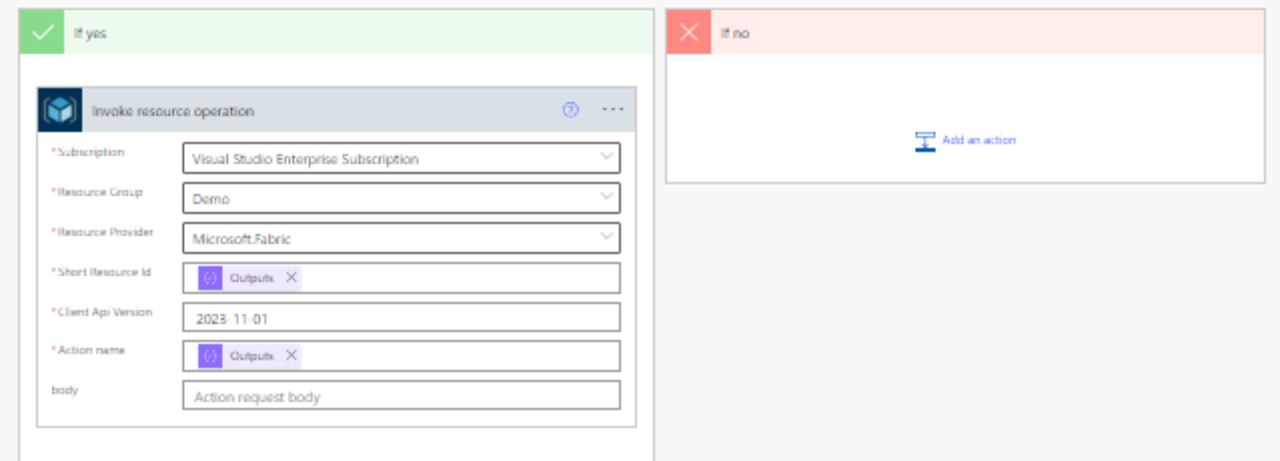 If yes
If no
Invoke resource operation
Add an action
*Subscription
Visual Studio Enterprise Subscription
*Resource Group
Demo
*Resource Provider
Microsoft.Fabric
*Short Resource Id
Outputs
*Client Api Version
2023-11-01
*Action name
Outputs
body
Action request body